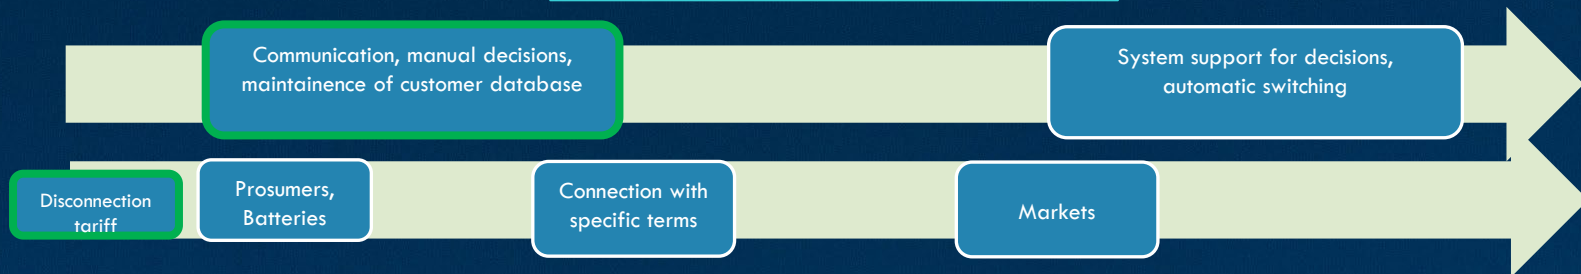 Communication, manual decisions,
maintainence of customer database
System support for decisions,
automatic switching
Disconnection
tariff
Prosumers,
Batteries
Connection with
specific terms
Markets